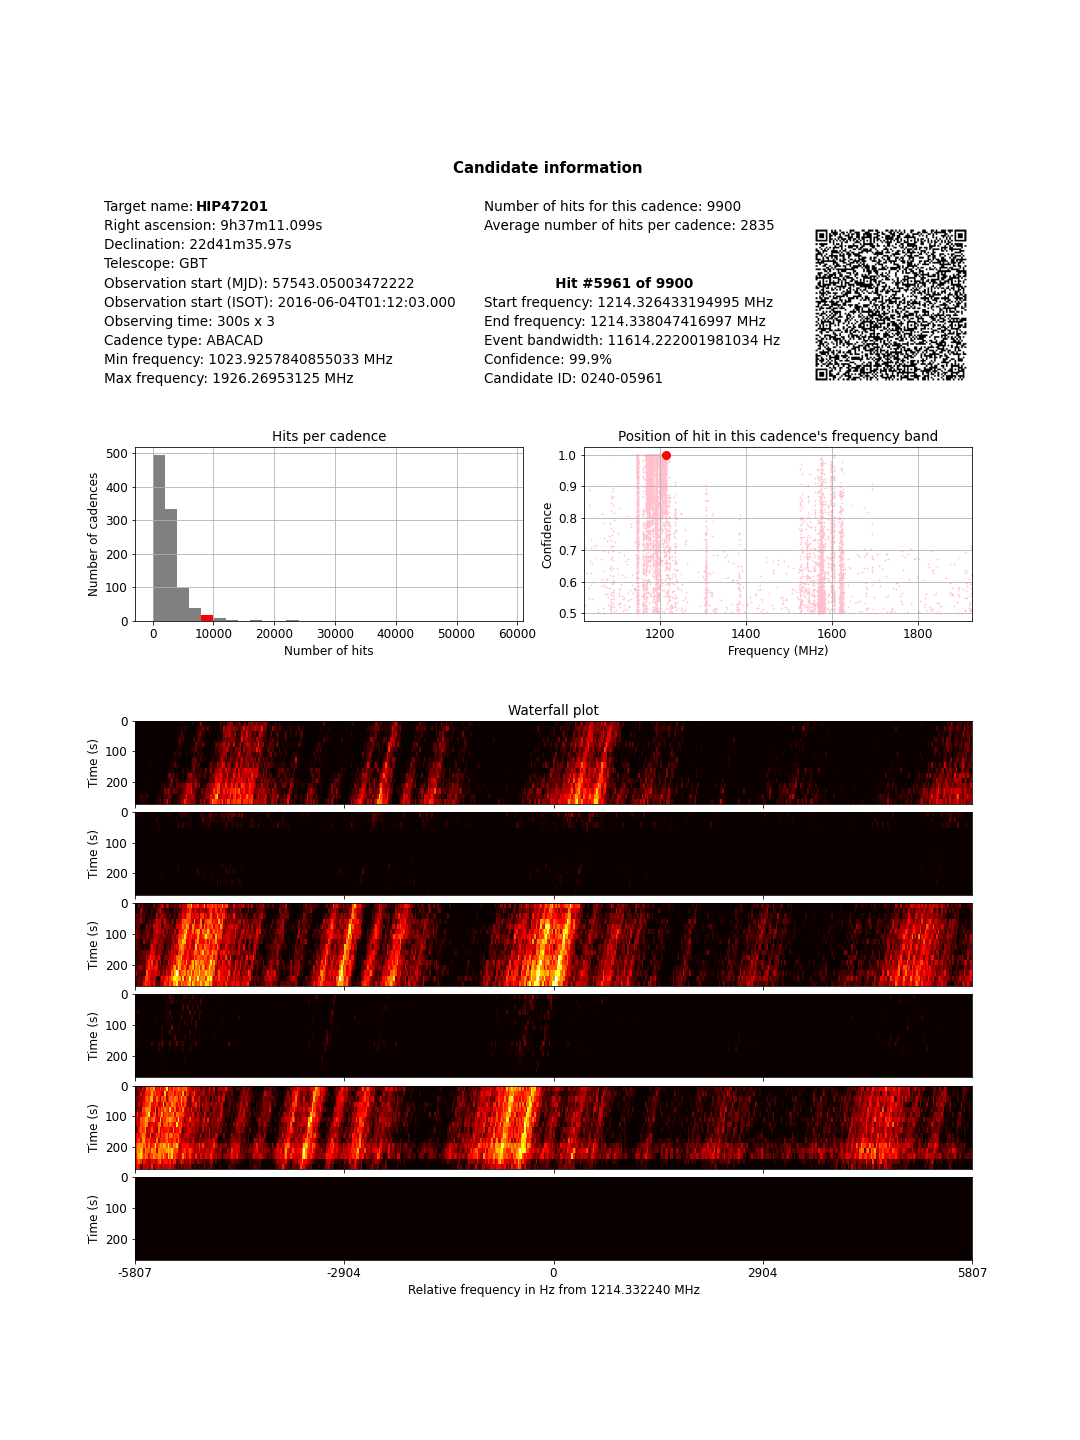 Candidate information
Target name: HIP47201
Right ascension: 9h37m11.099s
Declination: 22d41m35.97s
Telescope: GBT
Observation start (MJD): 57543.05003472222
Observation start (ISOT): 2016-06-04T01:12:03.000
Observing time: 300s x 3
Cadence type: ABACAD
Min frequency: 1023.9257840855033 MHz
Max frequency: 1926.26953125 MHz
Number of hits for this cadence: 9900
Average number of hits per cadence: 2835
Hit #5961 of 9900
Start frequency: 1214.326433194995 MHz
End frequency: 1214.338047416997 MHz
Event bandwidth: 11614.222001981034 Hz
Confidence: 99.9%
Candidate ID: 0240-05961
Hits per cadence
500
400
300
200
100
0
Number of cadences
0 10000 20000 30000 40000 50000 60000
Number of hits
Position of hit in this cadence's frequency band
1.0
0.9
0.8
0.7
0.6
0.5
Confidence
1200 1400 1600 1800
Frequency (MHz)
Waterfall plot
0
100
200
Time (s)
0
100
200
Time (s)
0
100
200
Time (s)
0
100
200
Time (s)
0
100
200
Time (s)
0
100
200
Time (s)
-5807 -2904 0 2904 5807
Relative frequency in Hz from 1214.332240 MHz